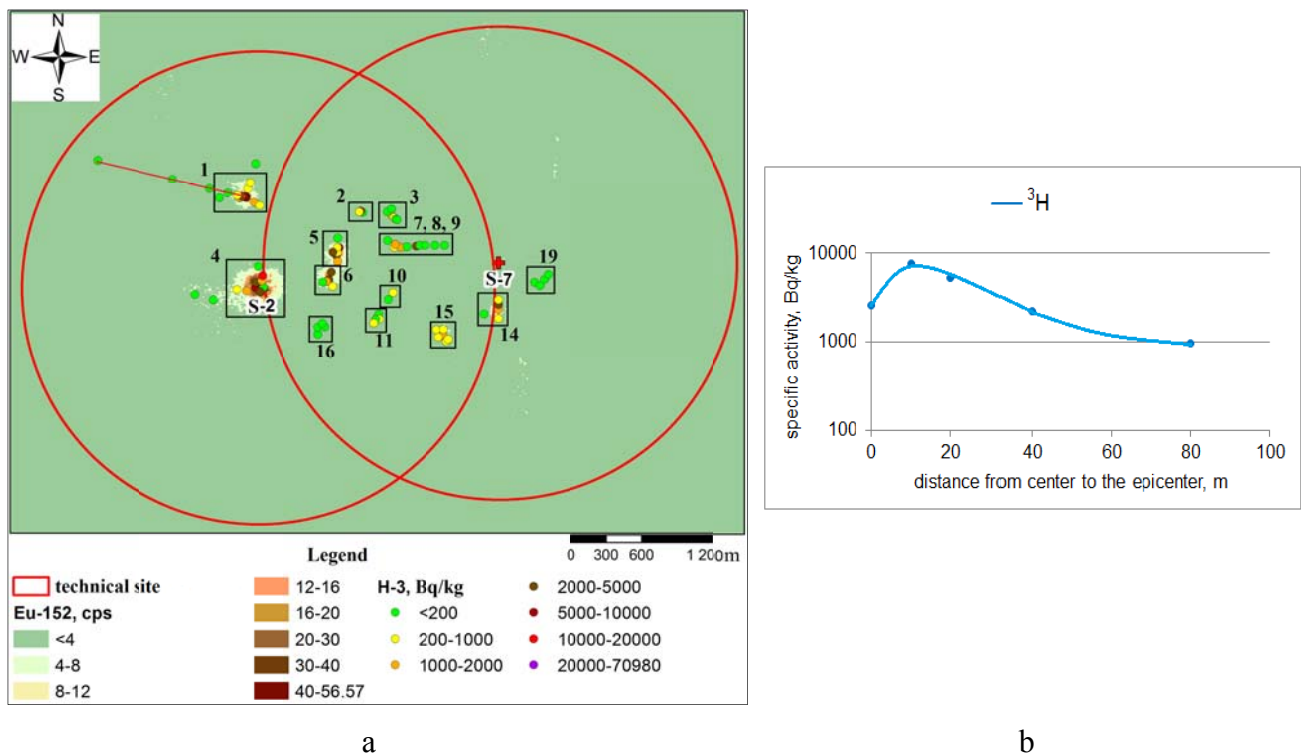 N
W E
S
1
2
3
7, 8, 9
5
4
6
S-2
10
S-7
19
15
14
11
16
Legend
0 300 600 1 200m
technical site
Eu-152, cps
<4
4-8
8-12
12-16
16-20
20-30
30-40
40-56.57
H-3, Bq/kg
<200
200-1000
1000-2000
2000-5000
5000-10000
10000-20000
20000-70980
a
³H
specific activity, Bq/kg
10000
1000
100
0 20 40 60 80 100
distance from center to the epicenter, m
b